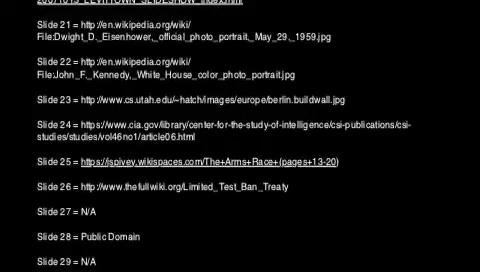 20071015_LEVITTOWN_SLIDESHOW_index.html
Slide 21 = http://en.wikipedia.org/wiki/
File:Dwight_D._Eisenhower,_official_photo_portrait,_May_29,_1959.jpg
Slide 22 = http://en.wikipedia.org/wiki/
File:John_F._Kennedy,_White_House_color_photo_portrait.jpg
Slide 23 = http://www.cs.utah.edu/~hatch/images/europe/berlin.buildwall.jpg
Slide 24 = https://www.cia.gov/library/center-for-the-study-of-intelligence/csi-publications/csi-
studies/studies/vol46no1/article06.html
Slide 25 = https://jspivey.wikispaces.com/The+Arms+Race+(pages+13-20)
Slide 26 = http://www.thefullwiki.org/Limited_Test_Ban_Treaty
Slide 27 = N/A
Slide 28 = Public Domain
Slide 29 = N/A